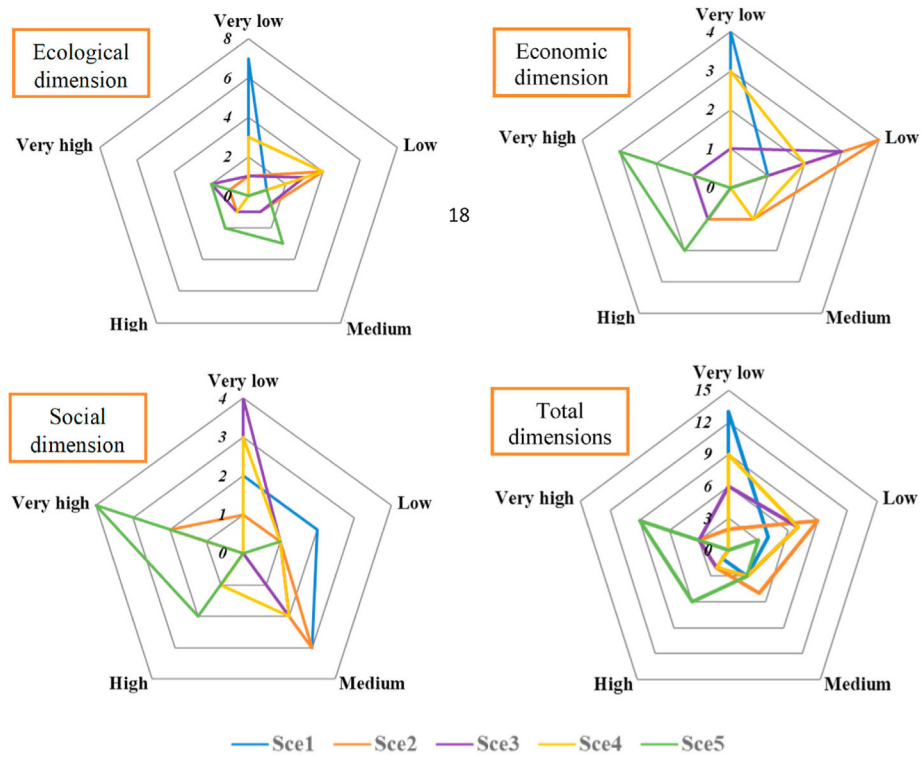 Ecological
dimension
Very low
8
6
4
2
0
Very high
Low
High
Medium
Economic
dimension
Very low
4
3
2
1
0
Very high
Low
High
Medium
18
Social
dimension
Very low
4
3
2
1
0
Very high
Low
High
Medium
Total
dimensions
Very low
15
12
9
6
3
0
Very high
Low
High
Medium
Sce1 Sce2 Sce3 Sce4 Sce5